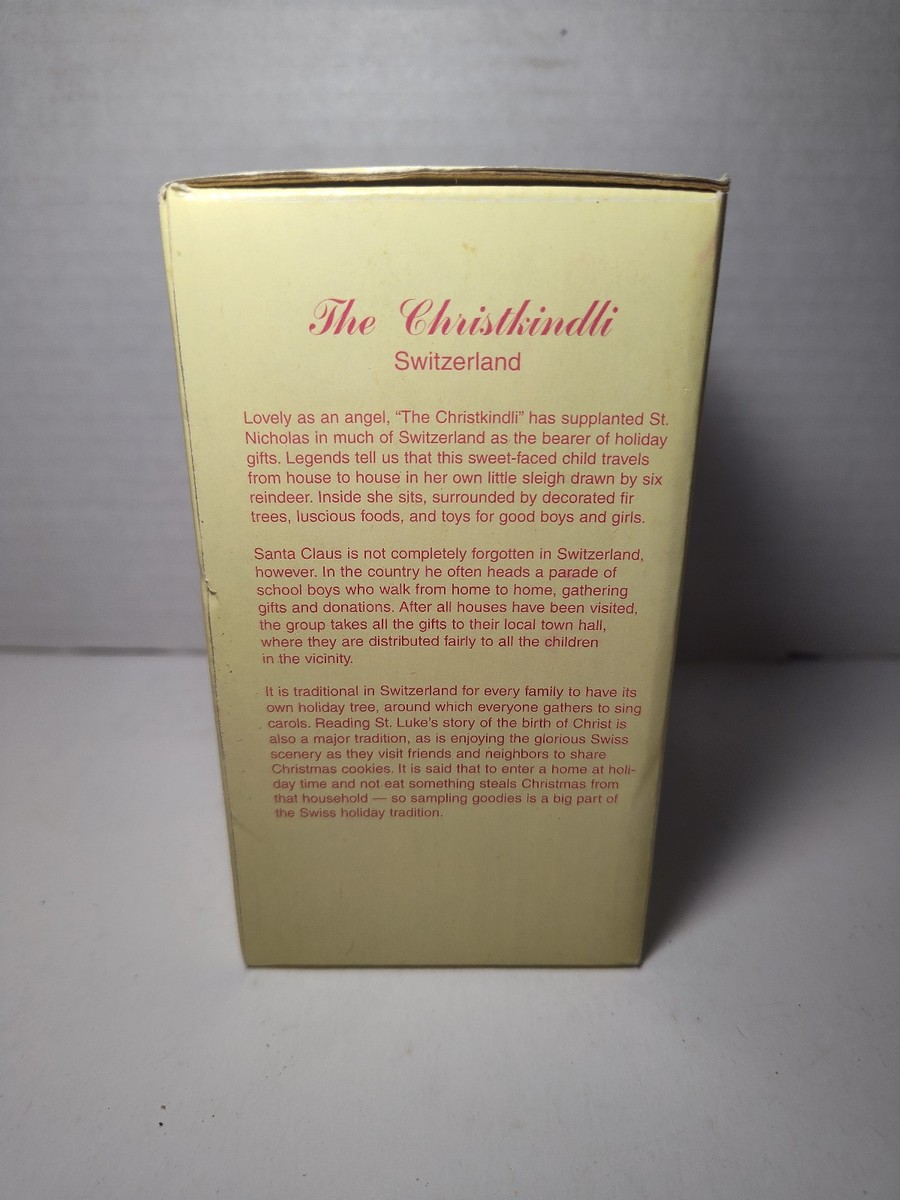 The Christkindli
Switzerland
Lovely as an angel, “The Christkindli” has supplanted St.
Nicholas in much of Switzerland as the bearer of holiday
gifts. Legends tell us that this sweet-faced child travels
from house to house in her own little sleigh drawn by six
reindeer. Inside she sits, surrounded by decorated fir
trees, luscious foods, and toys for good boys and girls.
Santa Claus is not completely forgotten in Switzerland,
however. In the country he often heads a parade of
school boys who walk from home to home, gathering
gifts and donations. After all houses have been visited,
the group takes all the gifts to their local town hall,
where they are distributed fairly to all the children
in the vicinity.
It is traditional in Switzerland for every family to have its
own holiday tree, around which everyone gathers to sing
carols. Reading St. Luke's story of the birth of Christ is
also a major tradition, as is enjoying the glorious Swiss
scenery as they visit friends and neighbors to share
Christmas cookies. It is said that to enter a home at holi-
day time and not eat something steals Christmas from
that household — so sampling goodies is a big part of
the Swiss holiday tradition.